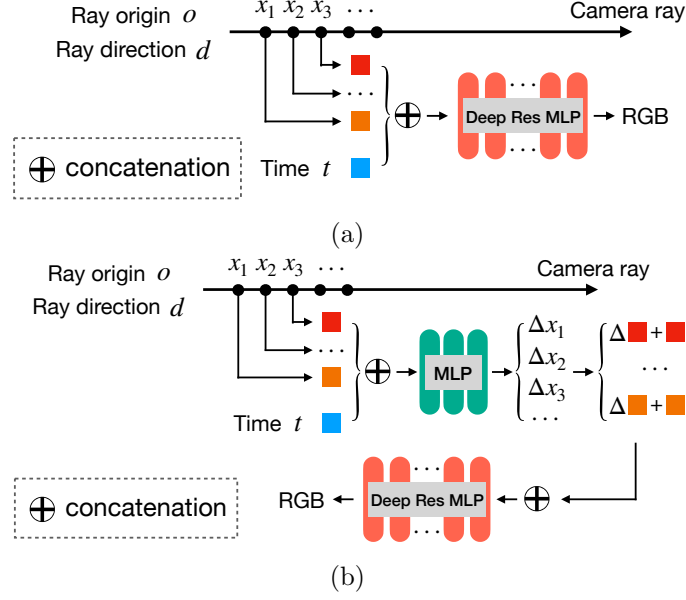 Ray origin o x1 x2 x3 ... Camera ray
Ray direction d
...
⊕ Deep Res MLP RGB
...
...
⊕ concatenation
Time t
(a)
Ray origin o x1 x2 x3 ... Camera ray
Ray direction d
...
⊕ MLP
Δx1
Δx2
Δx3
...
Δ +
...
Δ +
Time t
⊕ concatenation
RGB
...
Deep Res MLP ⊕
...
(b)